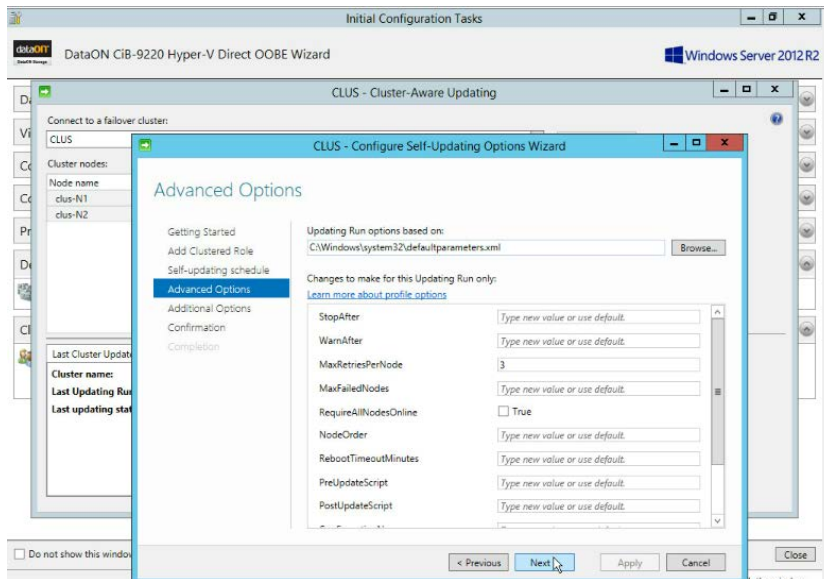 Initial Configuration Tasks
dataON
DataON CiB-9220 Hyper-V Direct OOBE Wizard
Windows Server 2012 R2
CLUS - Cluster-Aware Updating
Connect to a failover cluster:
CLUS
Cluster nodes:
Node name
clus-N1
clus-N2
CLUS - Configure Self-Updating Options Wizard
Advanced Options
Getting Started
Add Clustered Role
Self-updating schedule
Advanced Options
Additional Options
Confirmation
Completion
Updating Run options based on:
C:\Windows\system32\defaultparameters.xml
Browse...
Changes to make for this Updating Run only:
Learn more about profile options
StopAfter Type new value or use default.
WarnAfter Type new value or use default.
MaxRetriesPerNode 3
MaxFailedNodes Type new value or use default.
RequireAllNodesOnline True
NodeOrder Type new value or use default.
RebootTimeoutMinutes Type new value or use default.
PreUpdateScript Type new value or use default.
PostUpdateScript Type new value or use default.
Last Cluster Updat
Cluster name:
Last Updating Ru
Last updating stat
< Previous Next Apply Cancel
Do not show this window
Close